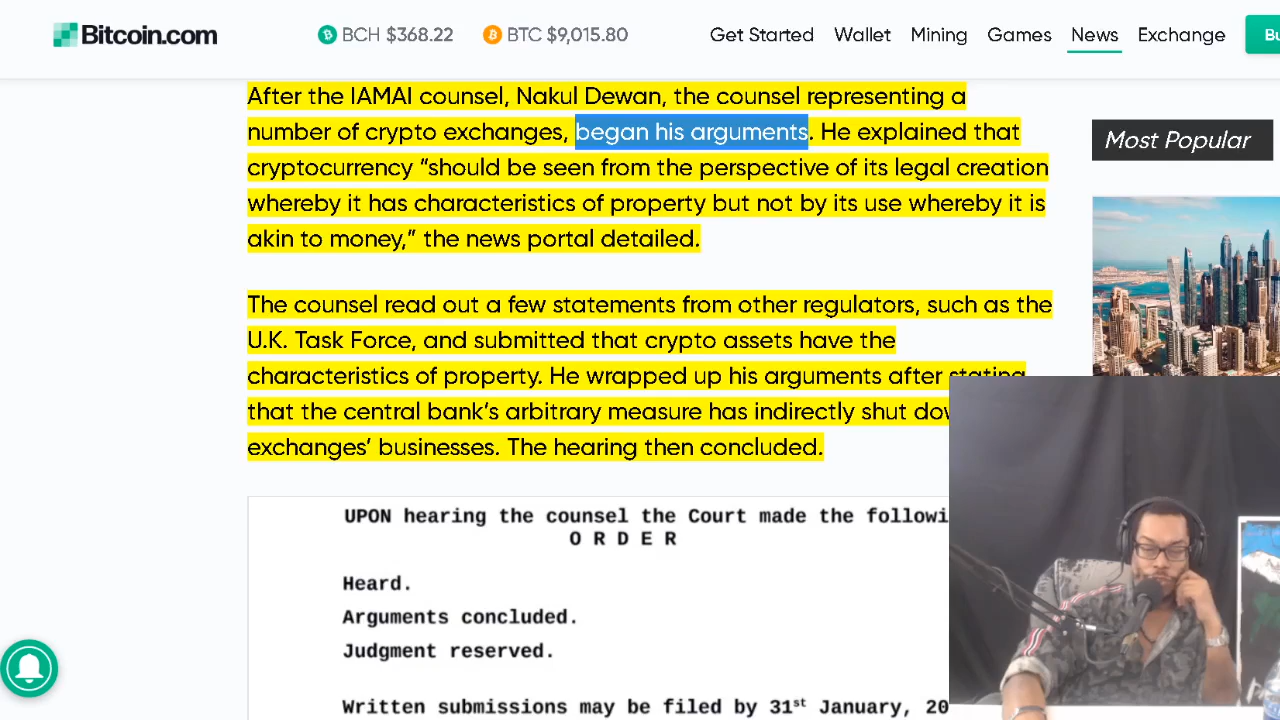 Bitcoin.com BCH $368.22 BTC $9,015.80 Get Started Wallet Mining Games News Exchange
After the IAMAI counsel, Nakul Dewan, the counsel representing a
number of crypto exchanges, began his arguments. He explained that
Most Popular
cryptocurrency “should be seen from the perspective of its legal creation
whereby it has characteristics of property but not by its use whereby it is
akin to money,” the news portal detailed.
The counsel read out a few statements from other regulators, such as the
U.K. Task Force, and submitted that crypto assets have the
characteristics of property. He wrapped up his arguments after stating
that the central bank’s arbitrary measure has indirectly shut
exchanges’ businesses. The hearing then concluded.
UPON hearing the counsel the Court made the
O R D E R
Heard.
Arguments concluded.
Judgment reserved.
Written submissions may be filed by 31st January,